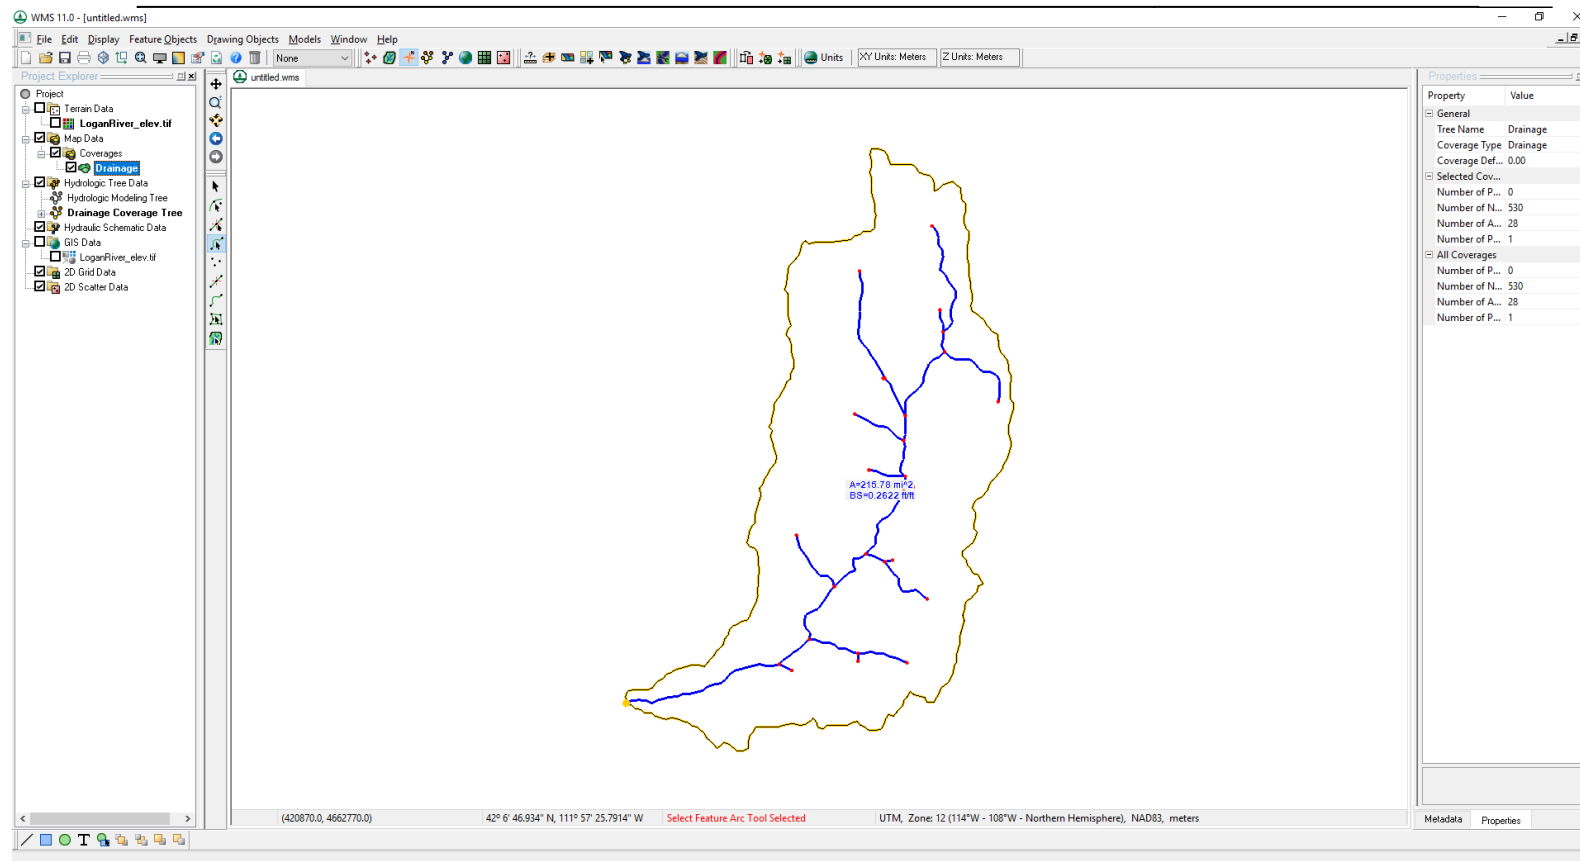 WMS 11.0 - [untitled.wms]
File Edit Display Feature Objects Drawing Objects Models Window Help
None
Units
XY Units: Meters
Z Units: Meters
Project Explorer
untitled.wms
Project
Terrain Data
LoganRiver_elev.tif
Map Data
Coverages
Drainage
Hydrologic Tree Data
Hydrologic Modeling Tree
Drainage Coverage Tree
Hydraulic Schematic Data
GIS Data
LoganRiver_elev.tif
2D Grid Data
2D Scatter Data
A=215.78 mi^2,
BS=0.2622 ft/ft
Properties
Property Value
General
Tree Name Drainage
Coverage Type Drainage
Coverage Def... 0.00
Selected Cov...
Number of P... 0
Number of N... 530
Number of A... 28
Number of P... 1
All Coverages
Number of P... 0
Number of N... 530
Number of A... 28
Number of P... 1
(420870.0, 4662770.0)
42º 6' 46.934" N, 111º 57' 25.7914" W
Select Feature Arc Tool Selected
UTM, Zone: 12 (114°W - 108°W - Northern Hemisphere), NAD83, meters
Metadata Properties
T